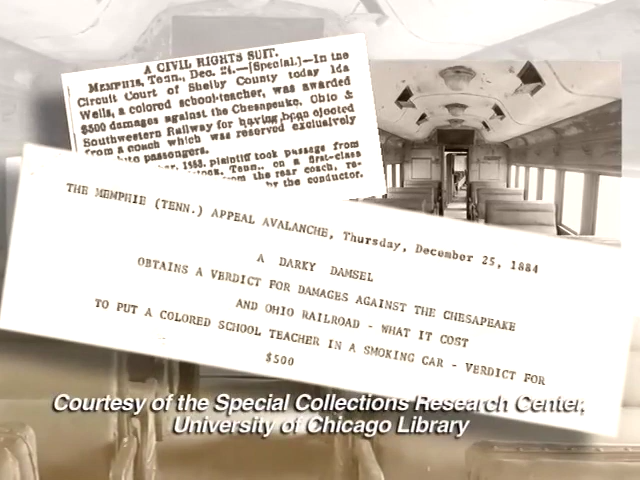 A CIVIL RIGHTS SUIT.
MEMPHIS, Tenn., Dec. 24.—[Special.]—In the
Circuit Court of Shelby County today Ida
Wells, a colored school-teacher, was awarded
$500 damages against the Chesapeake, Ohio &
Southwestern Railway for having been ejected
from a coach which was reserved exclusively
passengers.
1883, plaintiff took passage from
Tenn., on a first-class
from the rear coach, re-
by the conductor.
THE MEMPHIE (TENN.) APPEAL AVALANCHE, Thursday, December 25, 1884
A DARKY DAMSEL
OBTAINS A VERDICT FOR DAMAGES AGAINST THE CHESAPEAKE
AND OHIO RAILROAD - WHAT IT COST
TO PUT A COLORED SCHOOL TEACHER IN A SMOKING CAR - VERDICT FOR
$500
Courtesy of the Special Collections Research Center,
University of Chicago Library